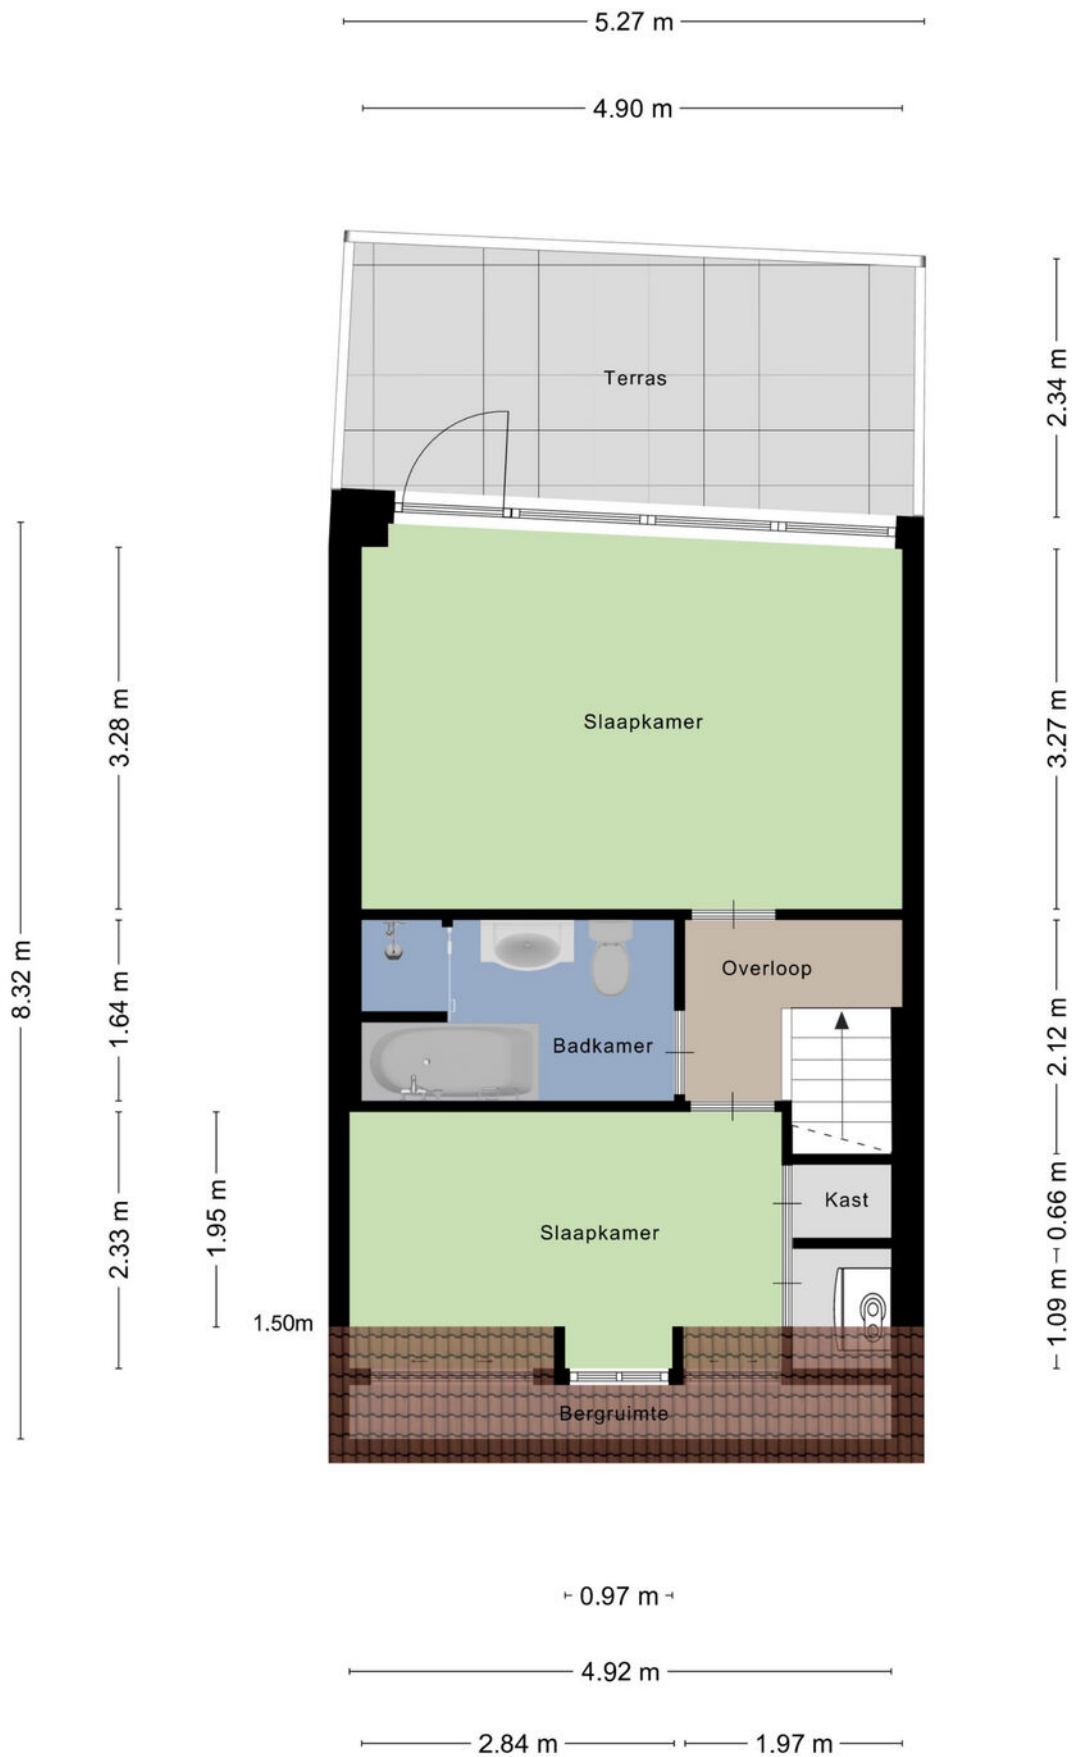 5.27 m
4.90 m
Terras
2.34 m
Slaapkamer
3.28 m
3.27 m
8.32 m
Overloop
1.64 m
Badkamer
2.12 m
Kast
0.66 m
Slaapkamer
2.33 m
1.95 m
1.09 m
1.50m
Bergruimte
0.97 m
4.92 m
2.84 m
1.97 m